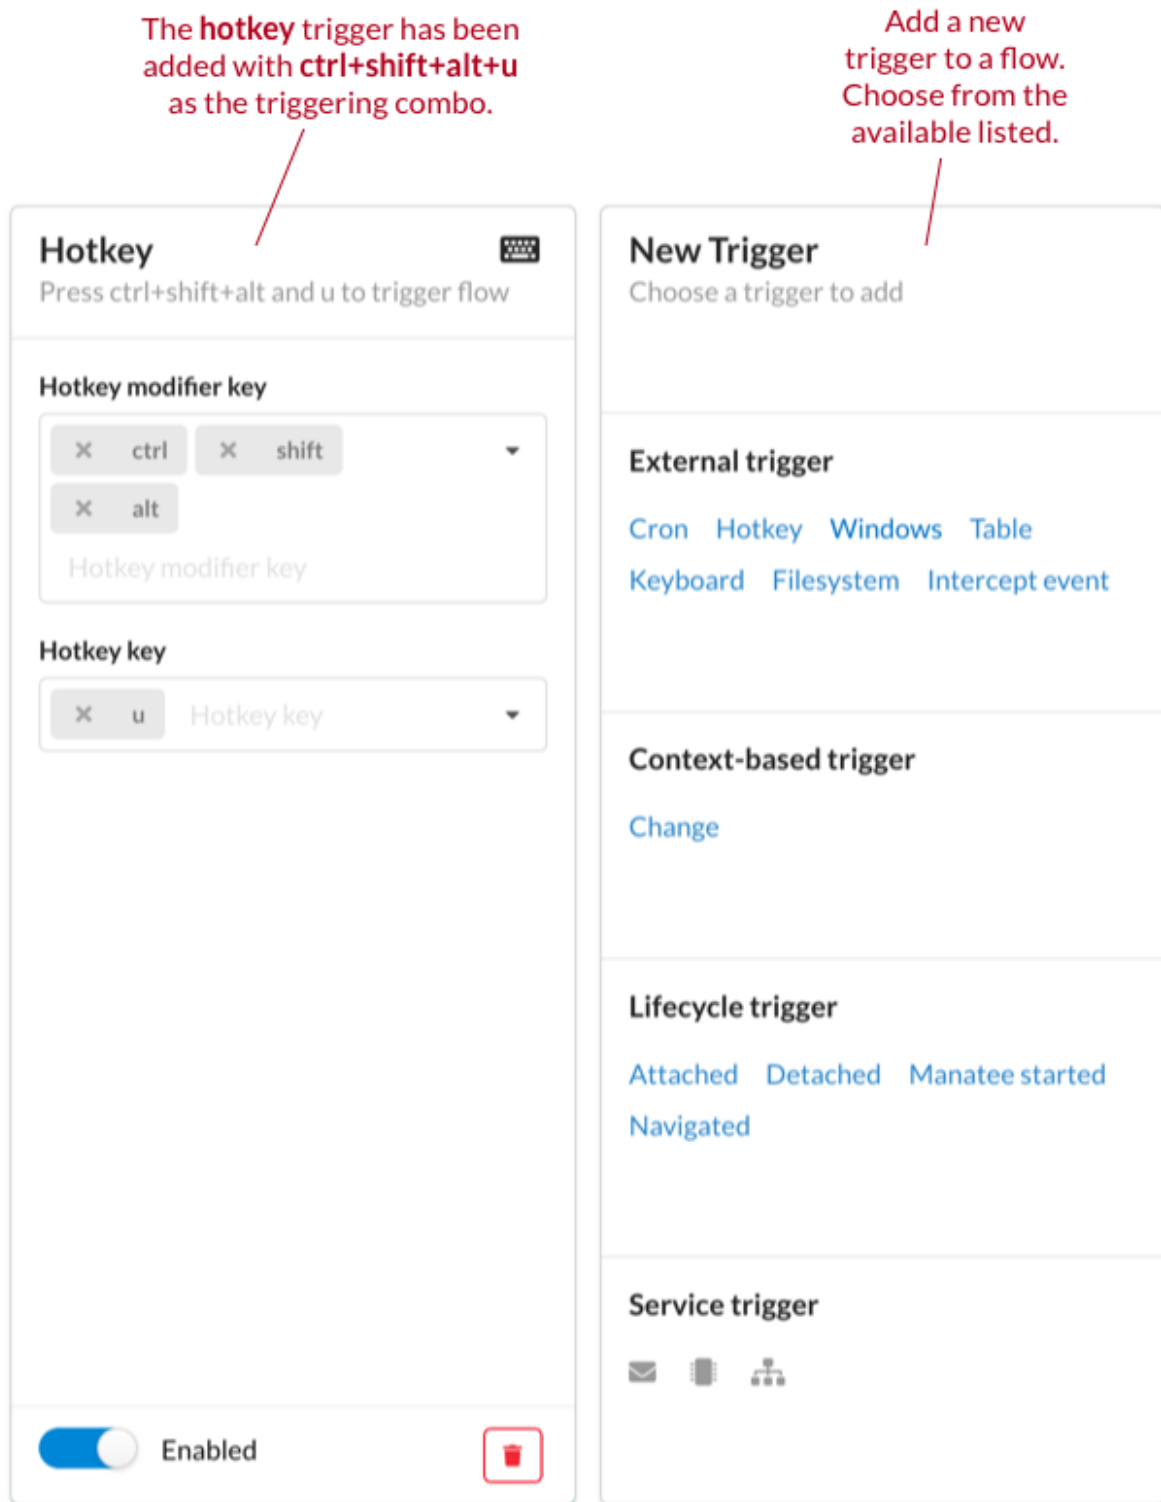 The hotkey trigger has been
added with ctrl+shift+alt+u
as the triggering combo.
Add a new
trigger to a flow.
Choose from the
available listed.
Hotkey
Press ctrl+shift+alt and u to trigger flow
Hotkey modifier key
ctrl shift
alt
Hotkey modifier key
Hotkey key
u Hotkey key
Enabled
New Trigger
Choose a trigger to add
External trigger
Cron Hotkey Windows Table
Keyboard Filesystem Intercept event
Context-based trigger
Change
Lifecycle trigger
Attached Detached Manatee started
Navigated
Service trigger